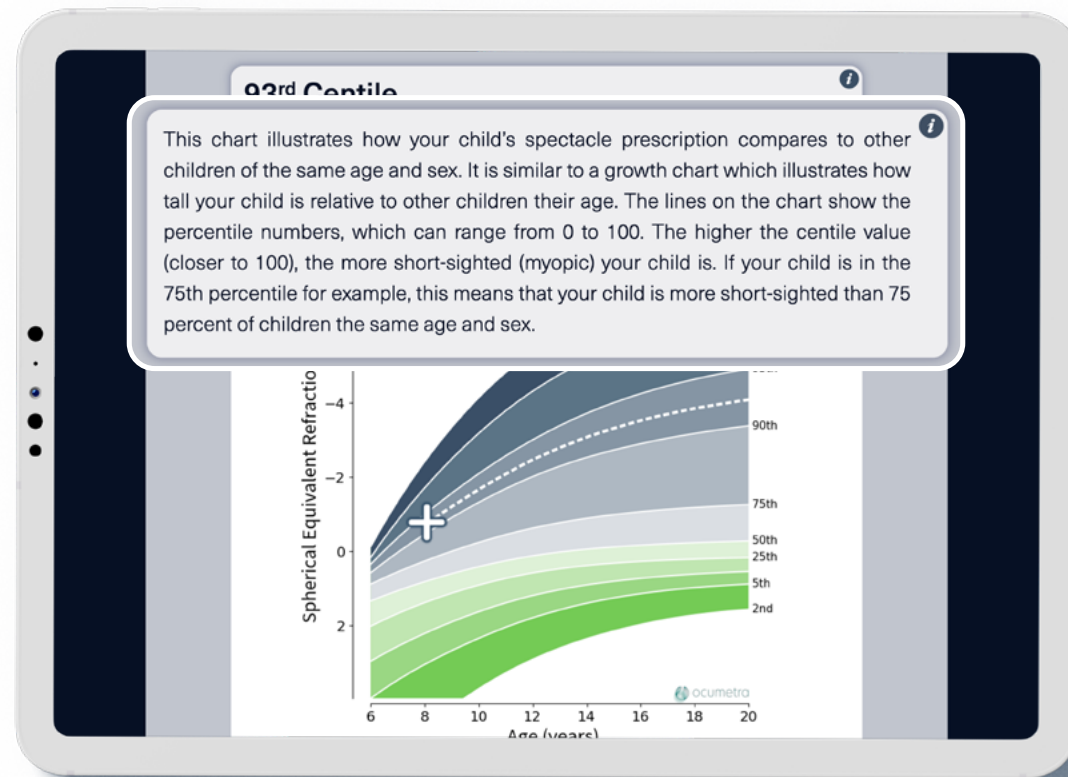 93rd Centile
This chart illustrates how your child's spectacle prescription compares to other
children of the same age and sex. It is similar to a growth chart which illustrates how
tall your child is relative to other children their age. The lines on the chart show the
percentile numbers, which can range from 0 to 100. The higher the centile value
(closer to 100), the more short-sighted (myopic) your child is. If your child is in the
75th percentile for example, this means that your child is more short-sighted than 75
percent of children the same age and sex.
Spherical Equivalent
−4
−2
0
2
90th
75th
50th
25th
5th
2nd
ocumetra
6 8 10 12 14 16 18 20
Age (years)